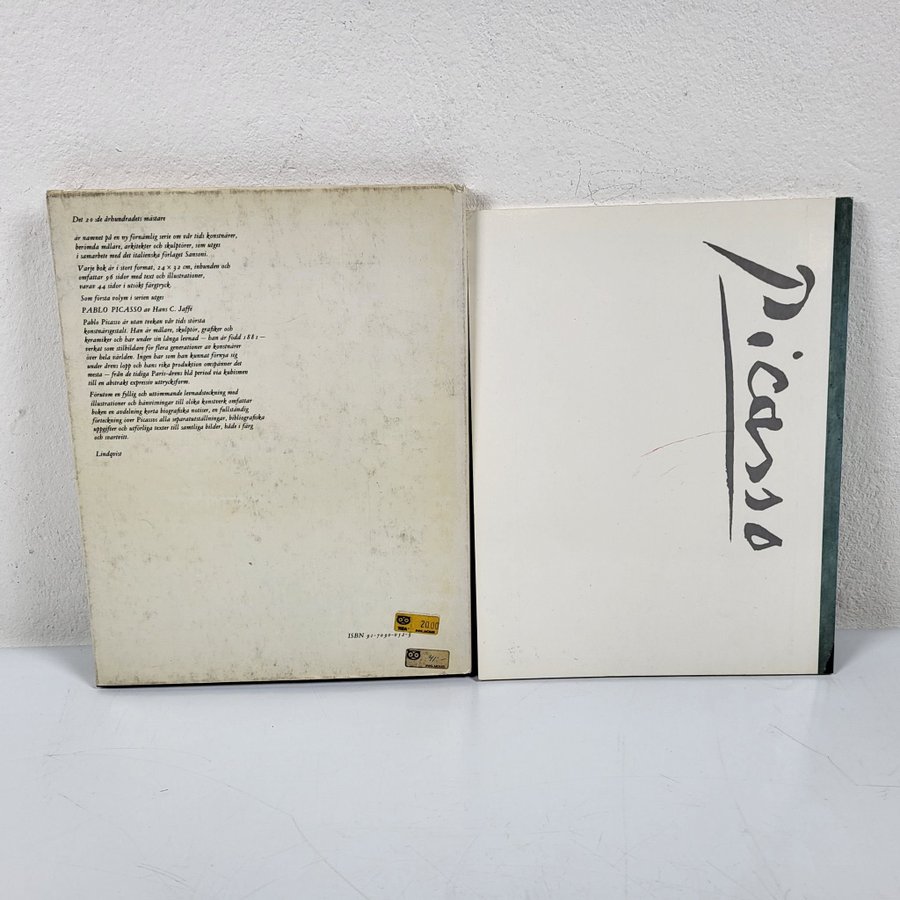 Det 20de århundradets mästare
är namnet på en ny förnämlig serie om vår tids konstnärer,
berömda målare, arkitekter och skulptörer, som utges
i samarbete med det italienska förlaget Sansoni.
Varje bok är i stort format, 24 × 32 cm, inbunden och
omfattar 96 sidor med text och illustrationer,
varav 44 sidor i utsökt färgtryck.
Som första volym i serien utges
PABLO PICASSO av Hans C. Jaffé
Pablo Picasso är utan tvekan vår tids största
konstnärsgestalt. Han är målare, skulptör, grafiker och
keramiker och har under sin långa levnad — han är född 1881 —
verkat som stilbildare för flera generationer av konstnärer
över hela världen. Ingen har som han kunnat förnya sig
under årens lopp och hans rika produktion omspänner det
mesta — från de tidiga Paris-årens blå period via kubismen
till en abstrakt expressiv uttrycksform.
Förutom en fyllig och uttömmande levnadsteckning med
illustrationer och hänvisningar till olika konstverk omfattar
boken en avdelning korta biografiska notiser, en fullständig
förteckning över Picassos alla separatutställningar, bibliografiska
uppgifter och utförliga texter till samtliga bilder, både i färg
och svartvitt.
Lindqvist
2000
ISBN 91-7090-032-3
Picasso